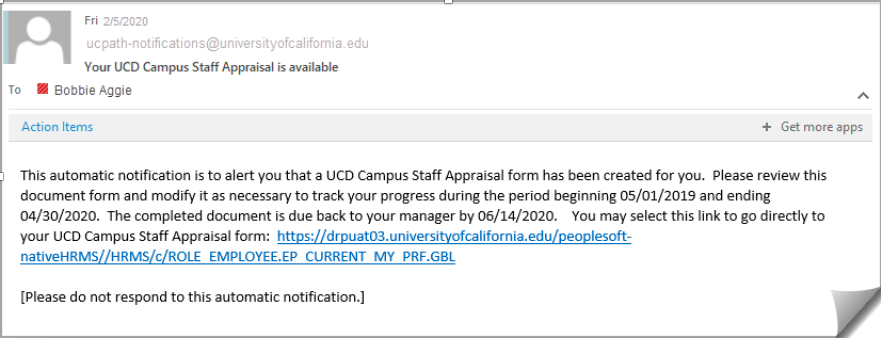 Fri 2/5/2020
ucpath-notifications@universityofcalifornia.edu
Your UCD Campus Staff Appraisal is available
To Bobbie Aggie
Action Items + Get more apps
This automatic notification is to alert you that a UCD Campus Staff Appraisal form has been created for you.  Please review this
document form and modify it as necessary to track your progress during the period beginning 05/01/2019 and ending
04/30/2020.  The completed document is due back to your manager by 06/14/2020.    You may select this link to go directly to
your UCD Campus Staff Appraisal form:  https://drpuat03.universityofcalifornia.edu/peoplesoft-
nativeHRMS//HRMS/c/ROLE_EMPLOYEE.EP_CURRENT_MY_PRF.GBL
[Please do not respond to this automatic notification.]